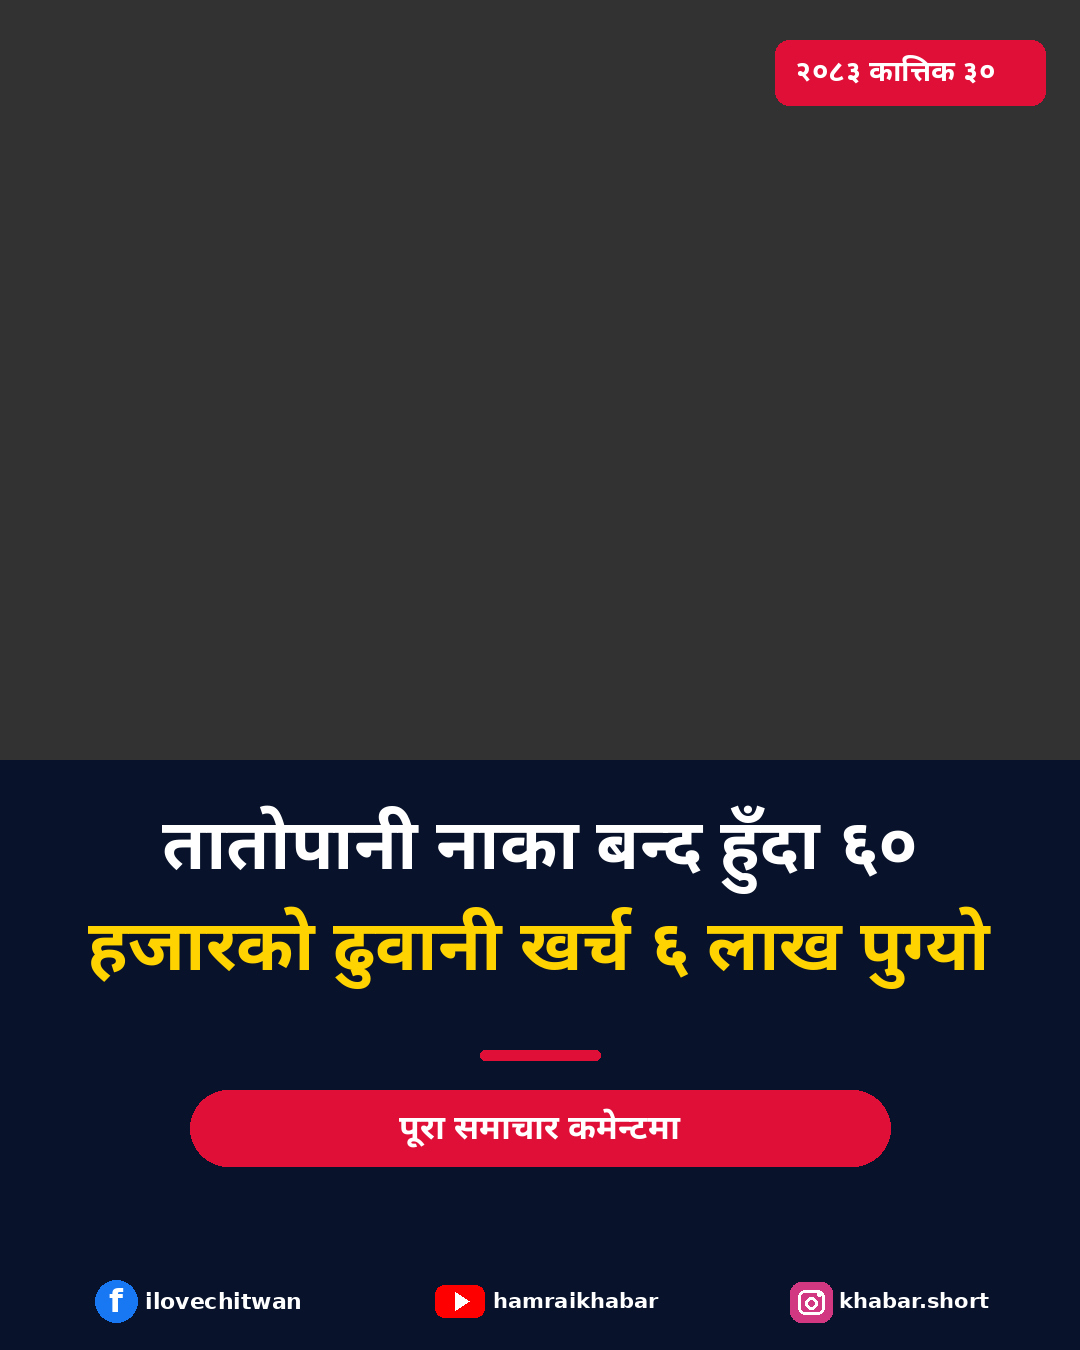 २०८३ कात्तिक ३०
तातोपानी नाका बन्द हुँदा ६०
हजारको ढुवानी खर्च ६ लाख पुग्यो
पूरा समाचार कमेन्टमा
f ilovechitwan hamraikhabar khabar.short